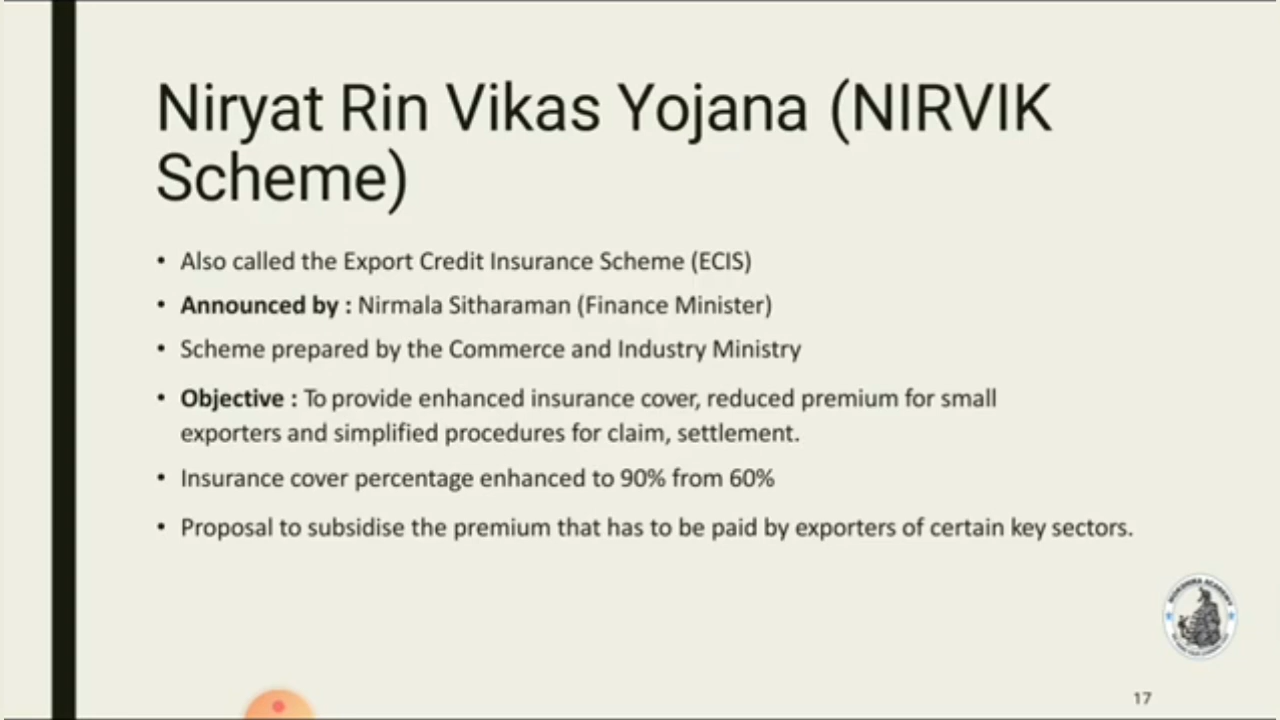 Niryat Rin Vikas Yojana (NIRVIK
Scheme)
• Also called the Export Credit Insurance Scheme (ECIS)
• Announced by : Nirmala Sitharaman (Finance Minister)
• Scheme prepared by the Commerce and Industry Ministry
• Objective : To provide enhanced insurance cover, reduced premium for small
exporters and simplified procedures for claim, settlement.
• Insurance cover percentage enhanced to 90% from 60%
• Proposal to subsidise the premium that has to be paid by exporters of certain key sectors.
17